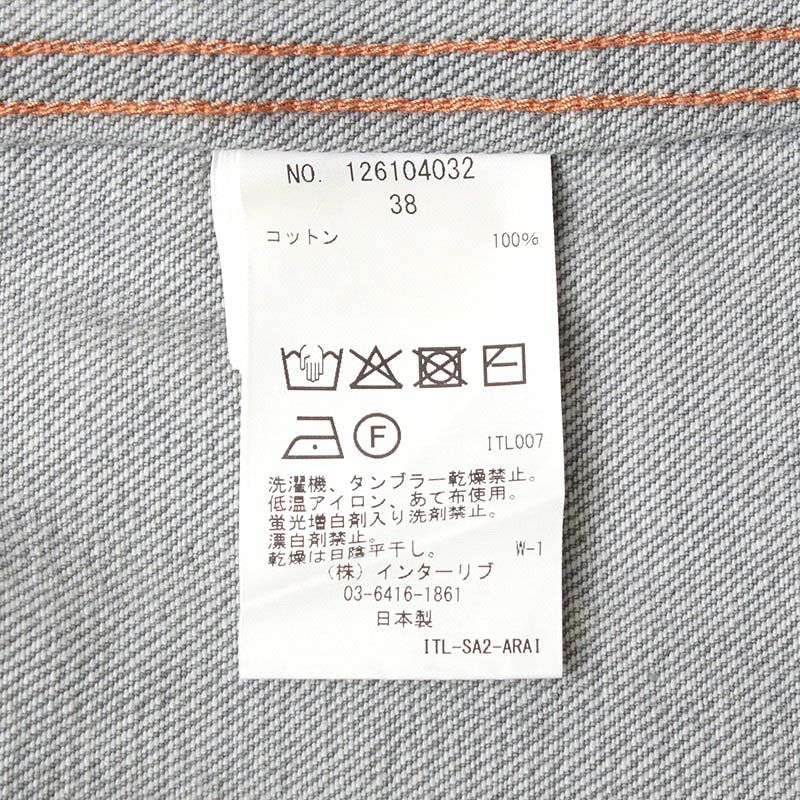 NO. 126104032
38
コットン 100%
F
ITL007
洗濯機、タンブラー乾燥禁止。
低温アイロン、あて布使用。
蛍光増白剤入り洗剤禁止。
漂白剤禁止。
乾燥は日陰平干し。 W-1
(株)インターリブ
03-6416-1861
日本製
ITL-SA2-ARAI